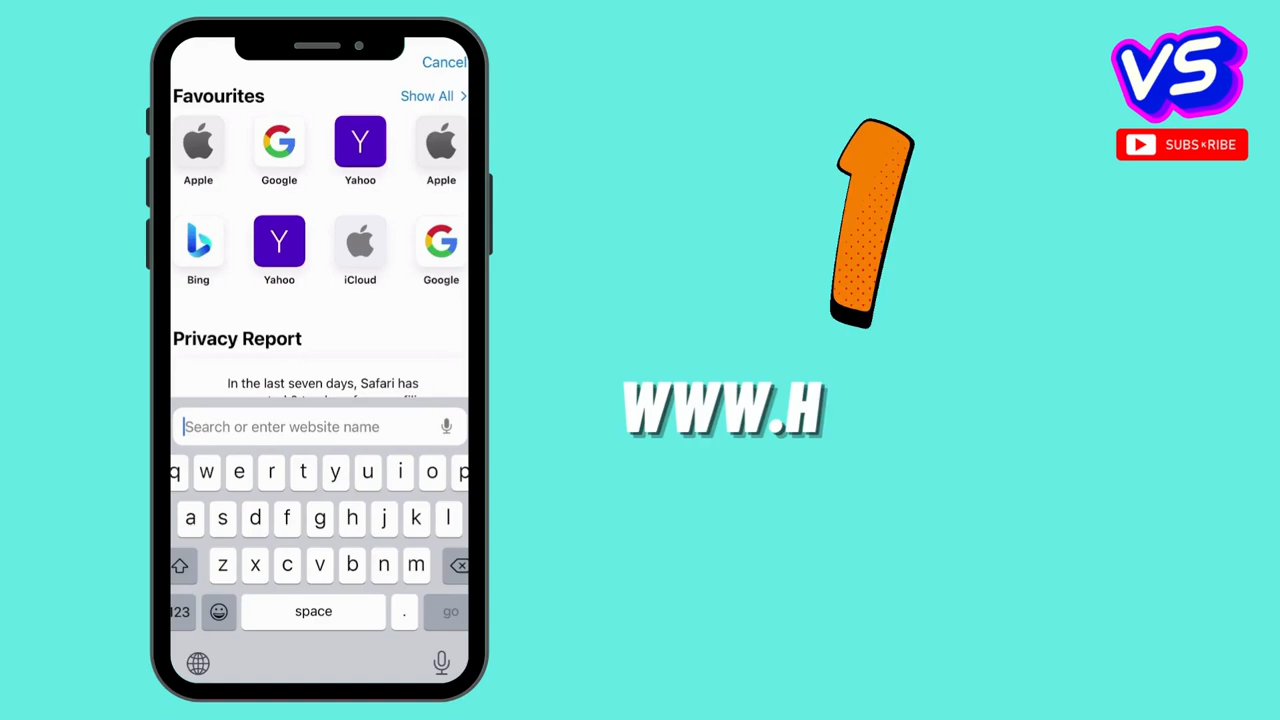 Cancel
Favourites
Show All >
Apple
Google
Yahoo
Apple
Bing
Yahoo
iCloud
Google
Privacy Report
In the last seven days, Safari has
Search or enter website name
q w e r t y u i o p
a s d f g h j k l
z x c v b n m
123 space . go
1
WWW.H
VS
SUBSCRIBE